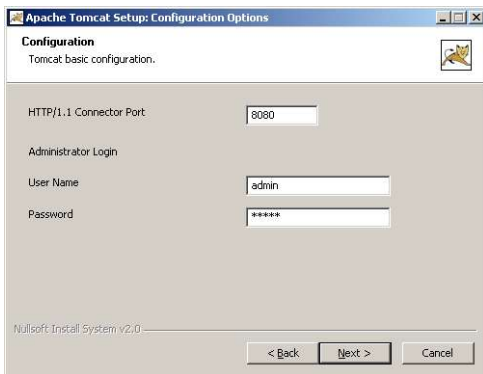 Apache Tomcat Setup: Configuration Options
Configuration
Tomcat basic configuration.
HTTP/1.1 Connector Port 8080
Administrator Login
User Name admin
Password *****
Nullsoft Install System v2.0
< Back Next > Cancel